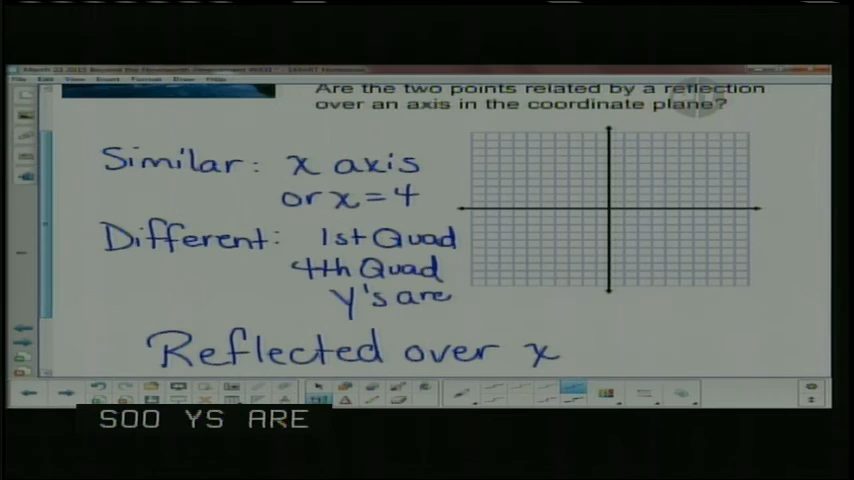 Are the two points related by a reflection
over an axis in the coordinate plane?
Similar: x axis
or x = 4
Different: 1st Quad
4th Quad
y's are
Reflected over x
SOO YS ARE